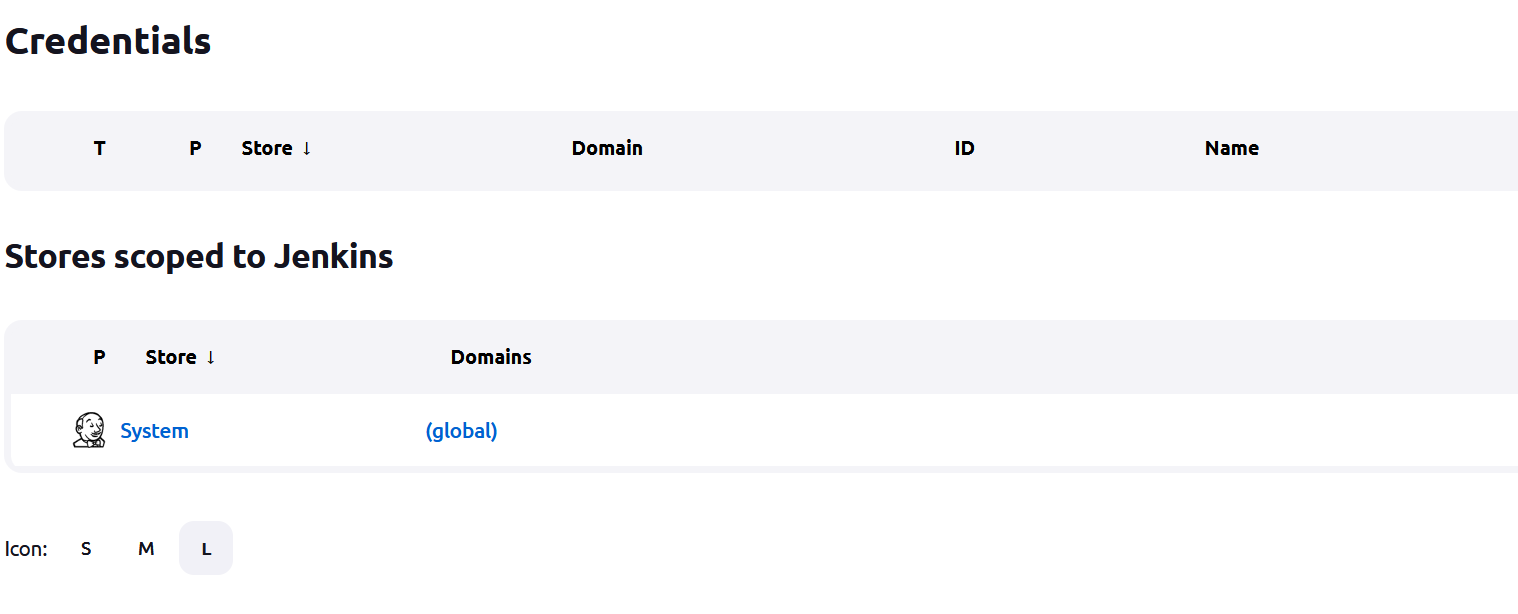 Credentials
T P Store ↓ Domain ID Name
Stores scoped to Jenkins
P Store ↓ Domains
System (global)
Icon: S M L